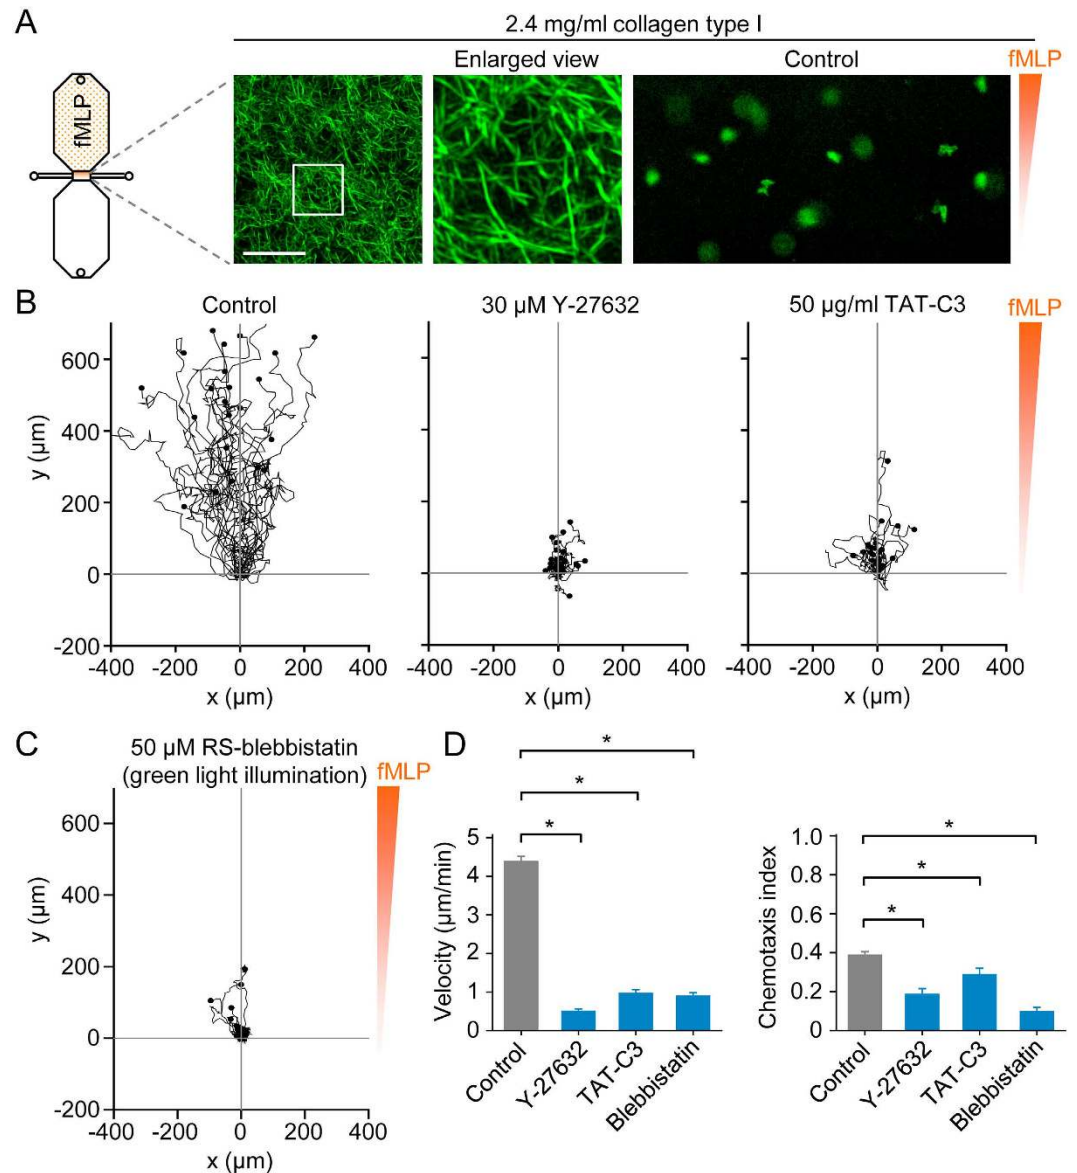 A
2.4 mg/ml collagen type I
Enlarged view
Control
fMLP
fMLP
B
Control
30 µM Y-27632
50 µg/ml TAT-C3
fMLP
y (µm)
600
400
200
0
-200
-400 -200 0 200 400
-400 -200 0 200 400
-400 -200 0 200 400
x (µm)
x (µm)
x (µm)
C
50 µM RS-blebbistatin
(green light illumination)
fMLP
y (µm)
600
400
200
0
-200
-400 -200 0 200 400
x (µm)
D
*
*
*
Velocity (µm/min)
5
4
3
2
1
0
Control
Y-27632
TAT-C3
Blebbistatin
*
*
*
Chemotaxis index
1.0
0.8
0.6
0.4
0.2
0
Control
Y-27632
TAT-C3
Blebbistatin